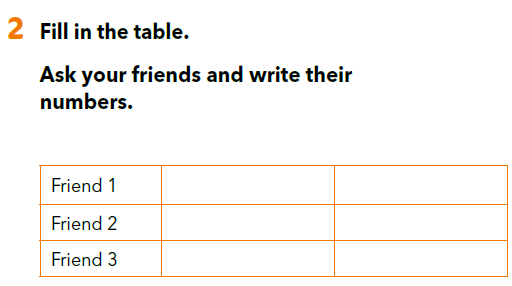 2 Fill in the table.
Ask your friends and write their
numbers.
Friend 1
Friend 2
Friend 3